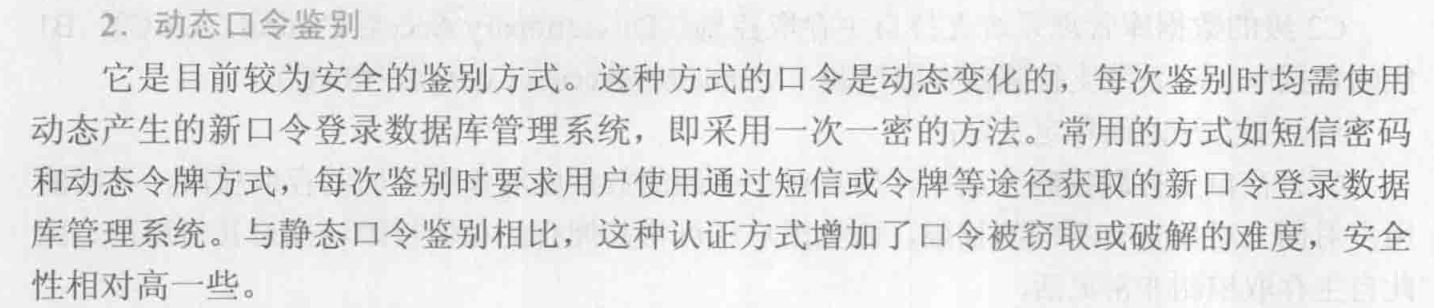 2．动态口令鉴别
它是目前较为安全的鉴别方式。这种方式的口令是动态变化的，每次鉴别时均需使用
动态产生的新口令登录数据库管理系统，即采用一次一密的方法。常用的方式如短信密码
和动态令牌方式，每次鉴别时要求用户使用通过短信或令牌等途径获取的新口令登录数据
库管理系统。与静态口令鉴别相比，这种认证方式增加了口令被窃取或破解的难度，安全
性相对高一些。